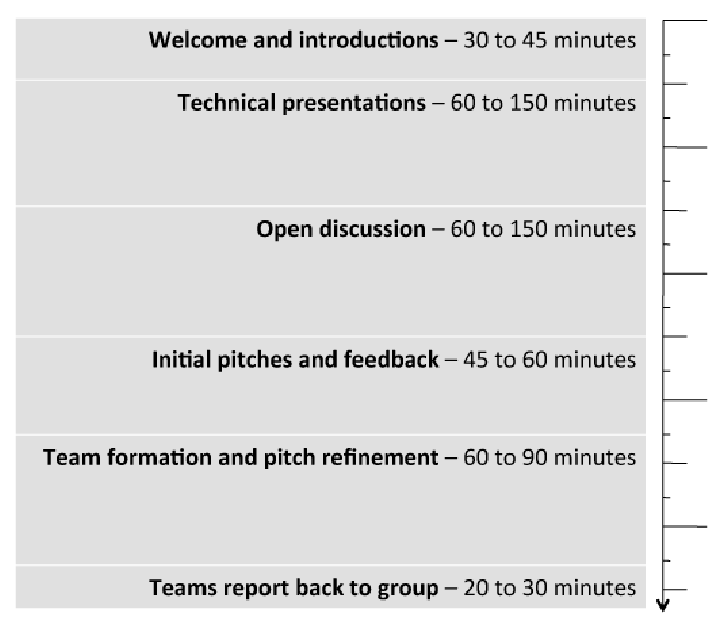 Welcome and introductions – 30 to 45 minutes
Technical presentations – 60 to 150 minutes
Open discussion – 60 to 150 minutes
Initial pitches and feedback – 45 to 60 minutes
Team formation and pitch refinement – 60 to 90 minutes
Teams report back to group – 20 to 30 minutes